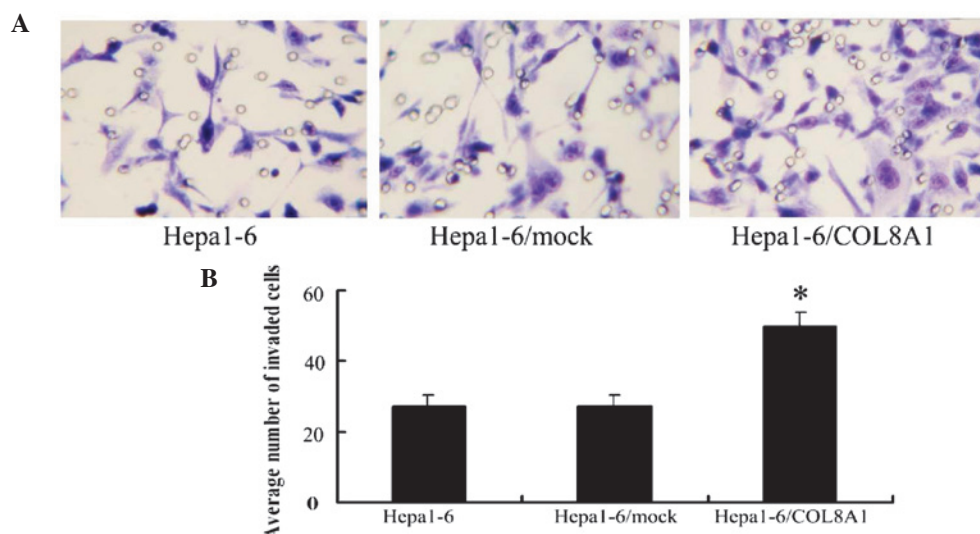 A
Hepa1-6
Hepa1-6/mock
Hepa1-6/COL8A1
B
Average number of invaded cells
60
40
20
0
*
Hepa1-6
Hepa1-6/mock
Hepa1-6/COL8A1